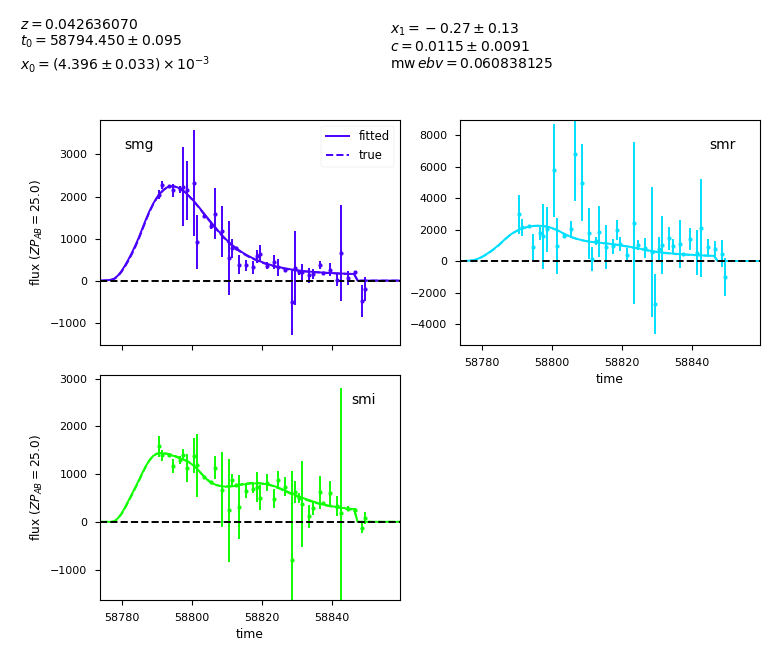 z = 0.042636070
t₀ = 58794.450 ± 0.095
x₀ = (4.396 ± 0.033) × 10⁻³
x₁ = −0.27 ± 0.13
c = 0.0115 ± 0.0091
mw ebv = 0.060838125
smg
fitted
true
3000
2000
1000
0
−1000
flux (ZP_AB = 25.0)
smr
8000
6000
4000
2000
0
−2000
−4000
58780 58800 58820 58840
time
smi
3000
2000
1000
0
−1000
flux (ZP_AB = 25.0)
58780 58800 58820 58840
time